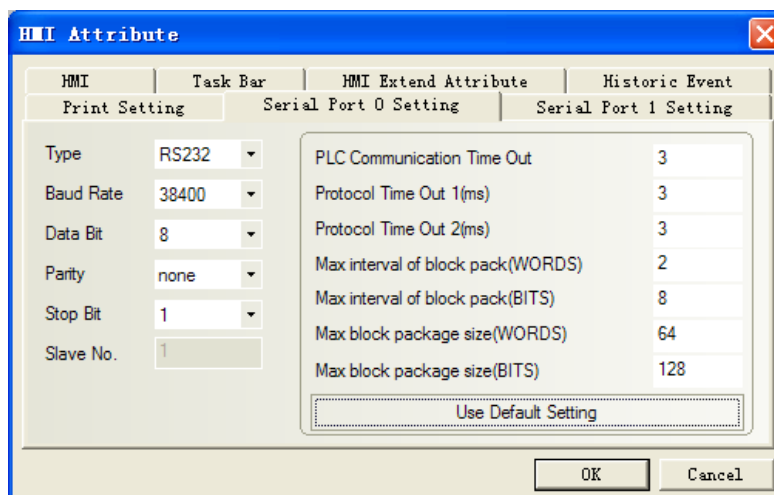 HMI Attribute
HMI Task Bar HMI Extend Attribute Historic Event
Print Setting Serial Port 0 Setting Serial Port 1 Setting
Type RS232
Baud Rate 38400
Data Bit 8
Parity none
Stop Bit 1
Slave No. 1
PLC Communication Time Out 3
Protocol Time Out 1(ms) 3
Protocol Time Out 2(ms) 3
Max interval of block pack(WORDS) 2
Max interval of block pack(BITS) 8
Max block package size(WORDS) 64
Max block package size(BITS) 128
Use Default Setting
OK Cancel